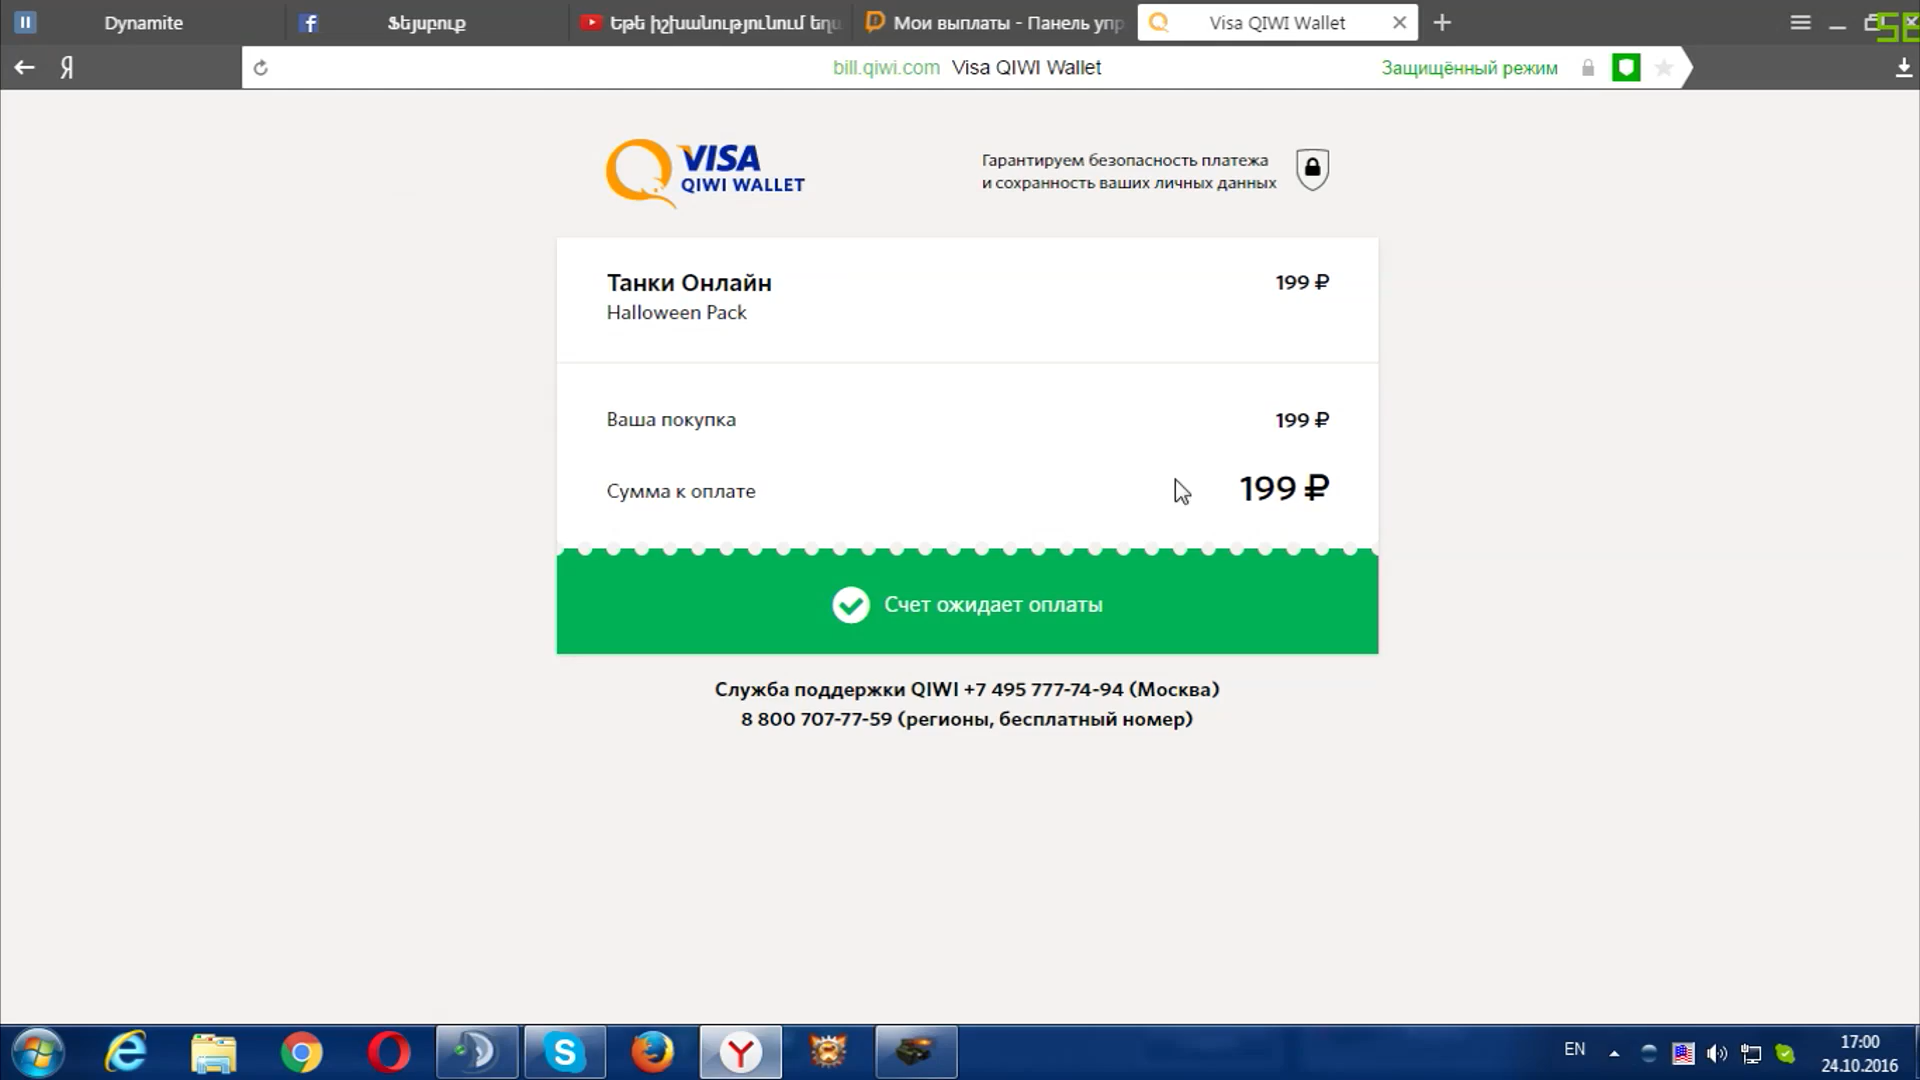 Dynamite
Ֆեյսբուք
Եթե իշխանությունում եղա
Мои выплаты - Панель упр
Visa QIWI Wallet
Я
bill.qiwi.com Visa QIWI Wallet
Защищённый режим
VISA
QIWI WALLET
Гарантируем безопасность платежа
и сохранность ваших личных данных
Танки Онлайн
199 ₽
Halloween Pack
Ваша покупка
199 ₽
Сумма к оплате
199 ₽
Счет ожидает оплаты
Служба поддержки QIWI +7 495 777-74-94 (Москва)
8 800 707-77-59 (регионы, бесплатный номер)
EN
17:00
24.10.2016